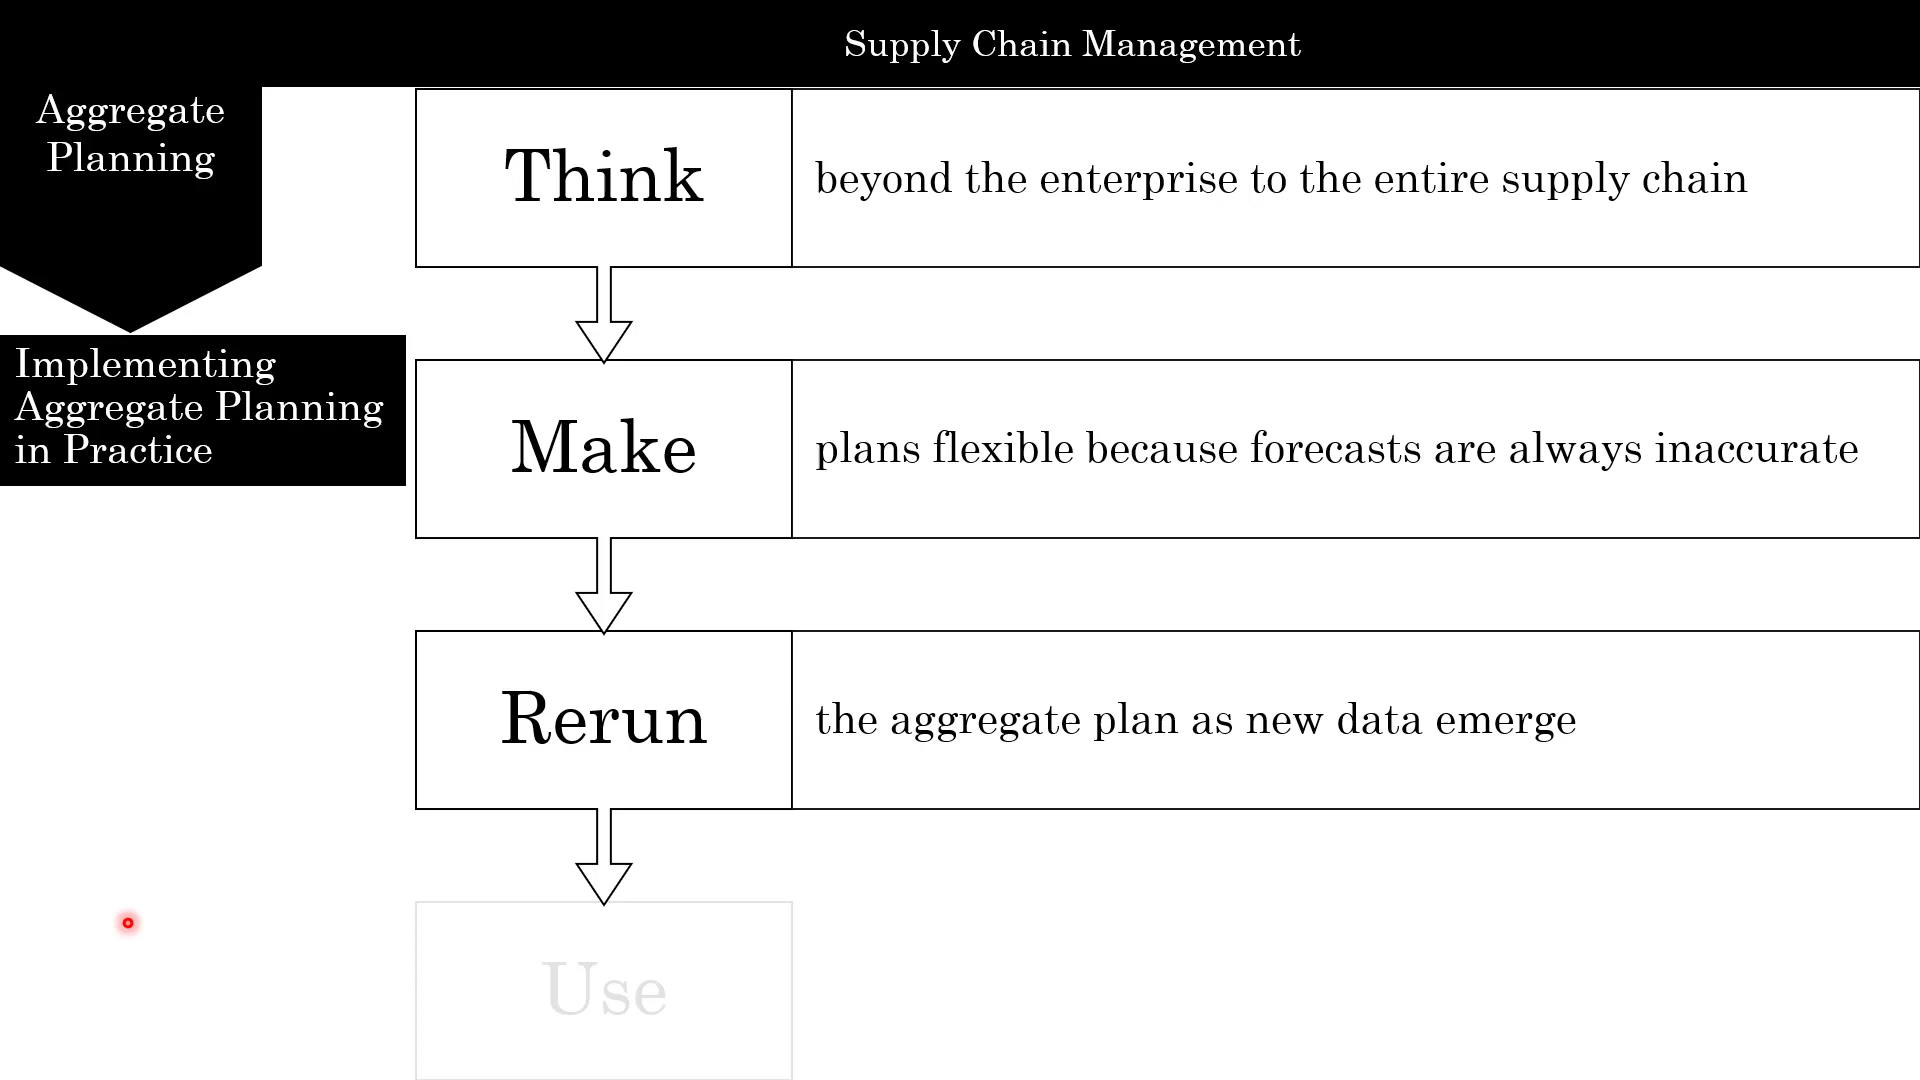 Supply Chain Management
Aggregate
Planning
Implementing
Aggregate Planning
in Practice
Think
beyond the enterprise to the entire supply chain
Make
plans flexible because forecasts are always inaccurate
Rerun
the aggregate plan as new data emerge
Use